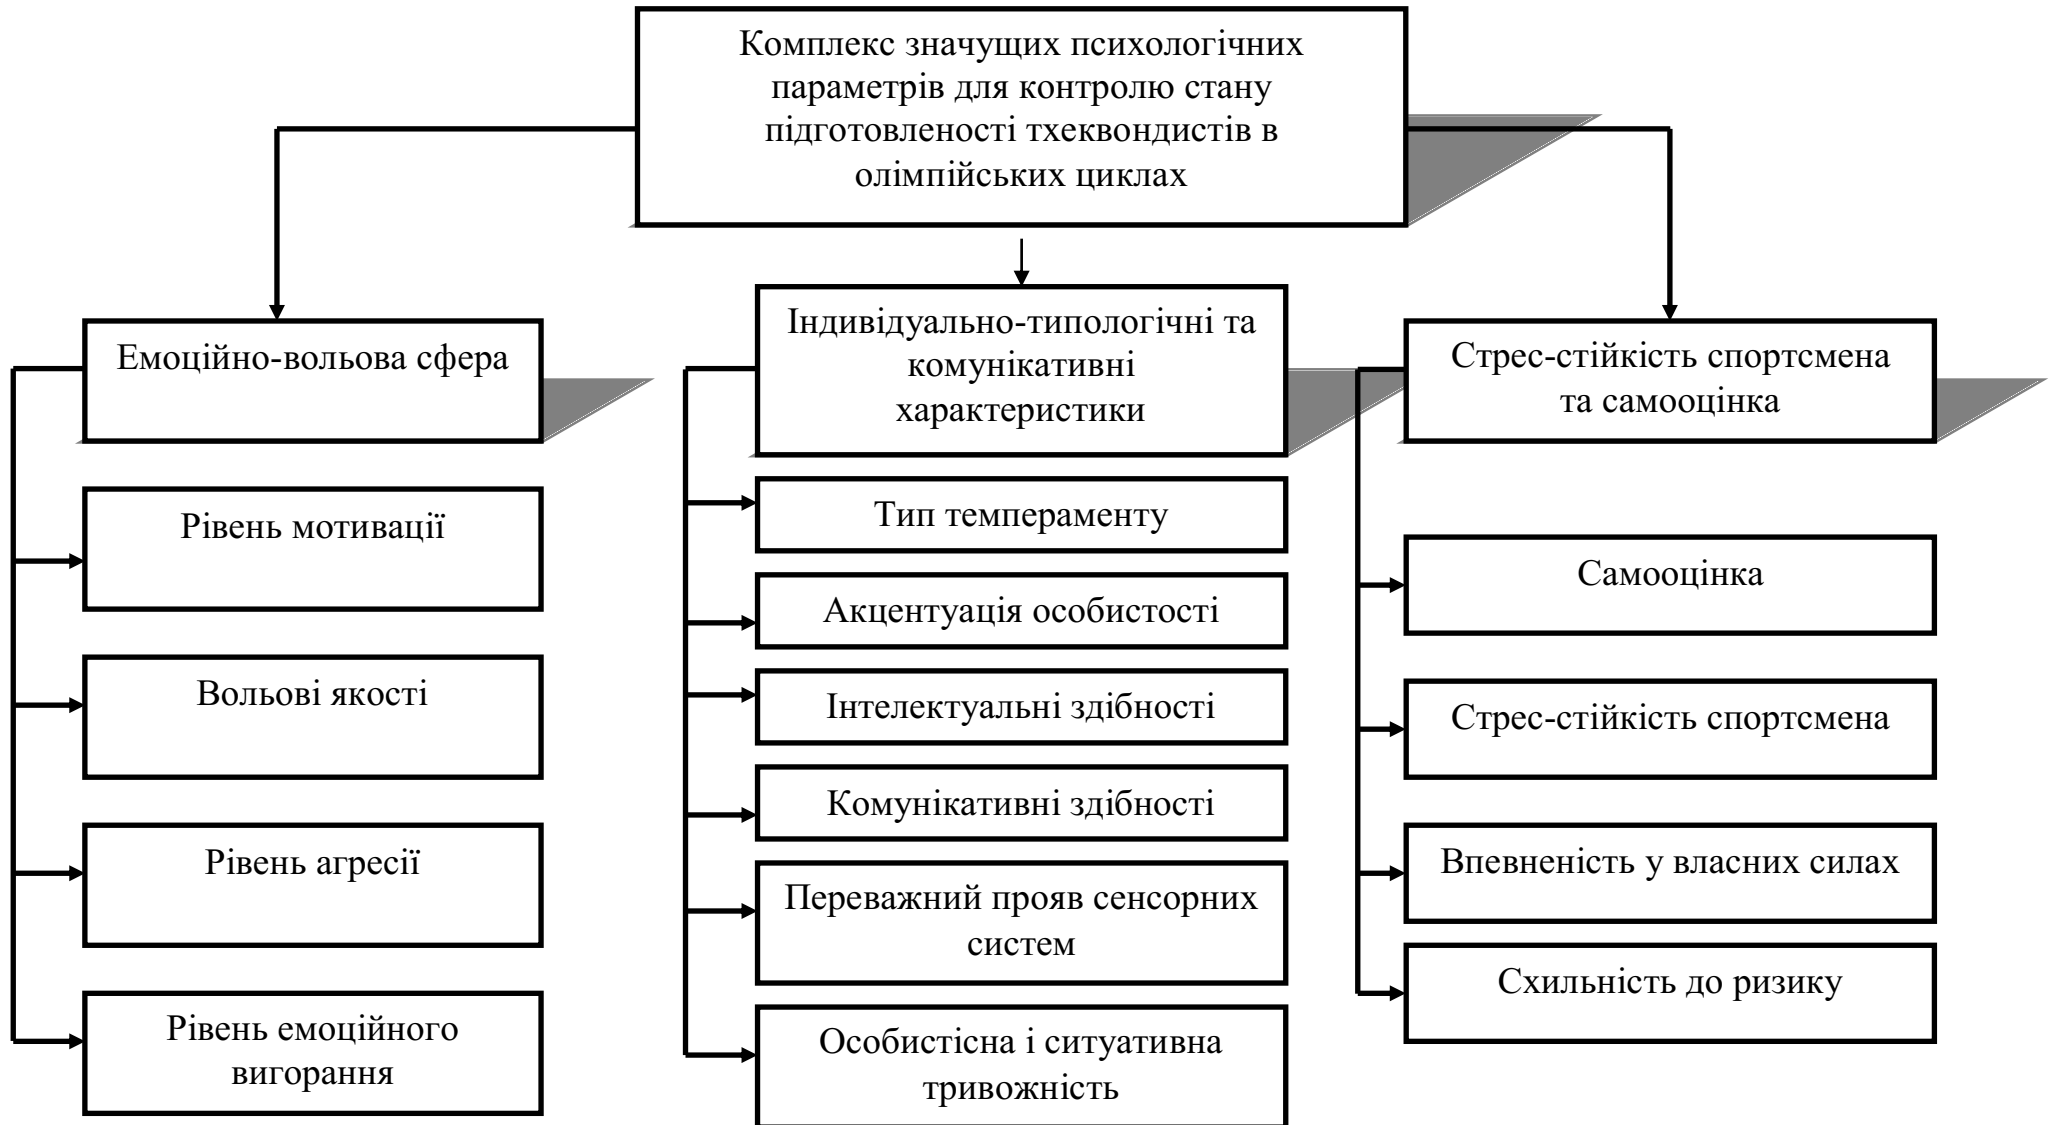 Комплекс значущих психологічних
параметрів для контролю стану
підготовленості тхеквондистів в
олімпійських циклах
Емоційно-вольова сфера
Рівень мотивації
Вольові якості
Рівень агресії
Рівень емоційного
вигорання
Індивідуально-типологічні та
комунікативні
характеристики
Тип темпераменту
Акцентуація особистості
Інтелектуальні здібності
Комунікативні здібності
Переважний прояв сенсорних
систем
Особистісна і ситуативна
тривожність
Стрес-стійкість спортсмена
та самооцінка
Самооцінка
Стрес-стійкість спортсмена
Впевненість у власних силах
Схильність до ризику